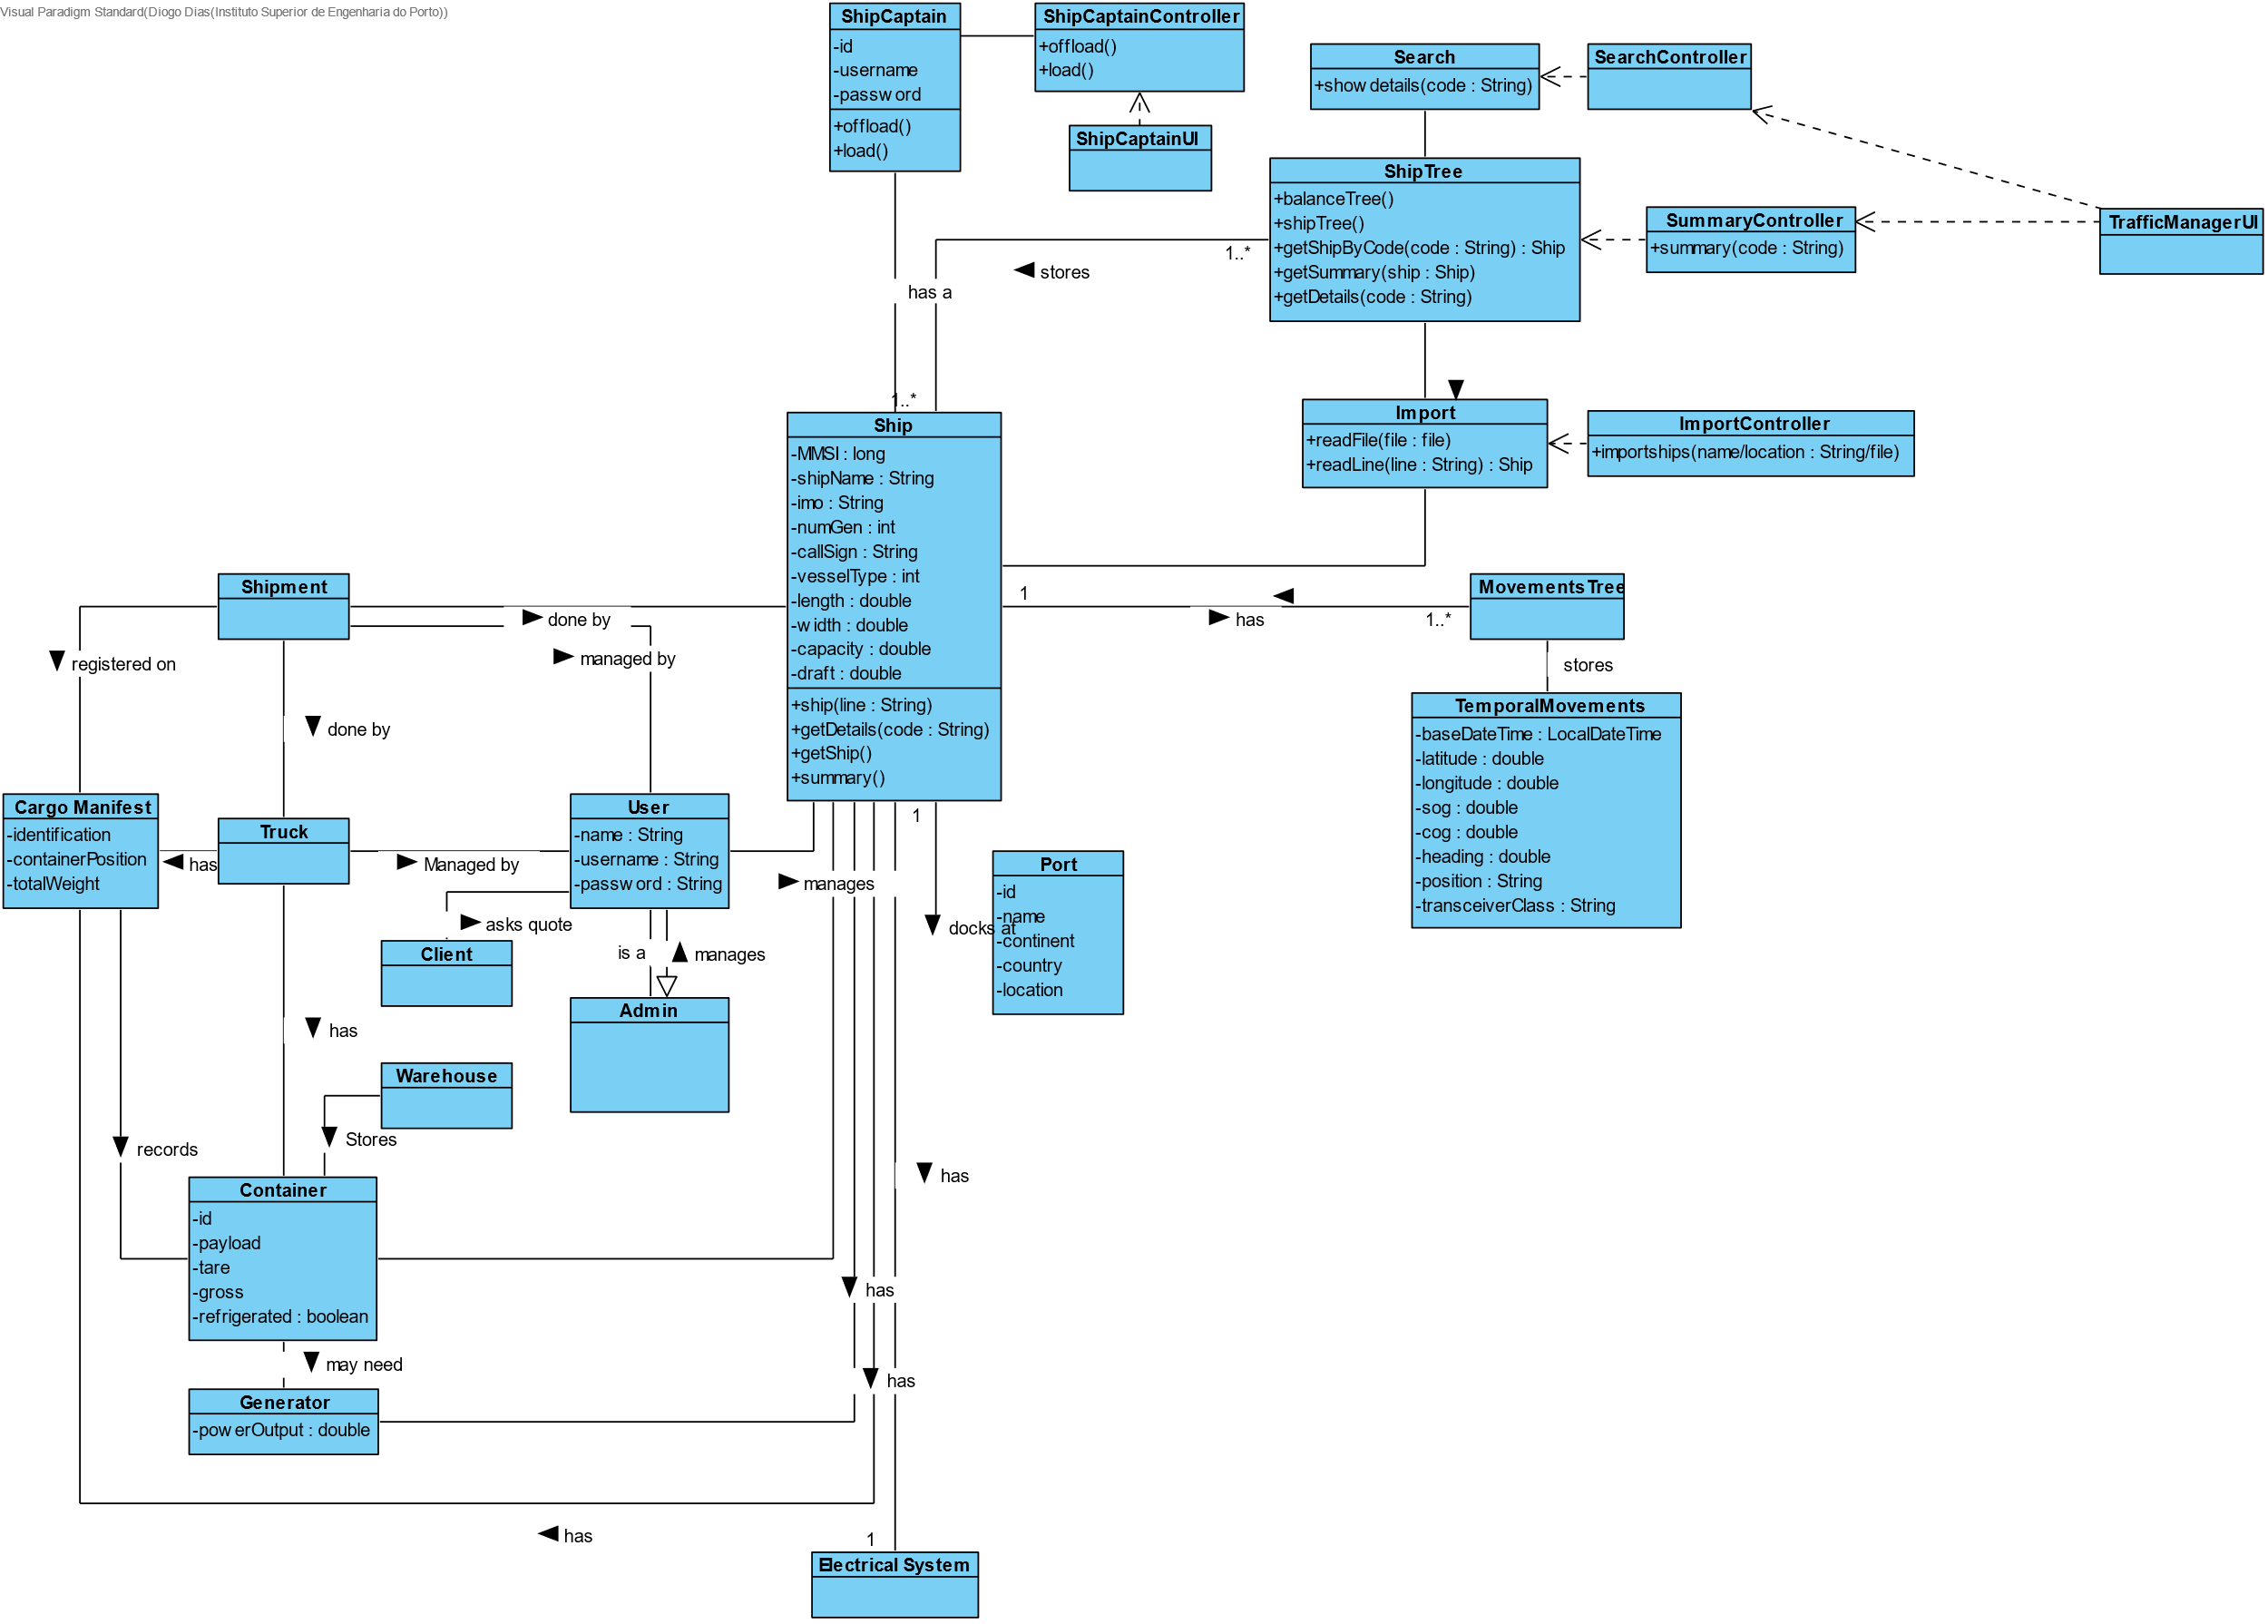 Visual Paradigm Standard(Diogo Dias(Instituto Superior de Engenharia do Porto))
ShipCaptain
-id
-username
-password
+offload()
+load()
ShipCaptainController
+offload()
+load()
ShipCaptainUI
Search
+show details(code : String)
SearchController
ShipTree
+balanceTree()
+shipTree()
+getShipByCode(code : String) : Ship
+getSummary(ship : Ship)
+getDetails(code : String)
SummaryController
+summary(code : String)
TrafficManagerUI
1..*
stores
has a
1..*
Ship
-MMSI : long
-shipName : String
-imo : String
-numGen : int
-callSign : String
-vesselType : int
-length : double
-width : double
-capacity : double
-draft : double
+ship(line : String)
+getDetails(code : String)
+getShip()
+summary()
Import
+readFile(file : file)
+readLine(line : String) : Ship
ImportController
+importships(name/location : String/file)
Shipment
done by
managed by
registered on
done by
1
has
1..*
MovementsTree
stores
TemporalMovements
-baseDateTime : LocalDateTime
-latitude : double
-longitude : double
-sog : double
-cog : double
-heading : double
-position : String
-transceiverClass : String
Cargo Manifest
-identification
-containerPosition
-totalWeight
has
Truck
Managed by
User
-name : String
-username : String
-password : String
manages
1
docks at
Port
-id
-name
-continent
-country
-location
asks quote
Client
is a
manages
Admin
has
Warehouse
Stores
records
has
Container
-id
-payload
-tare
-gross
-refrigerated : boolean
has
may need
has
Generator
-powerOutput : double
has
1
Electrical System